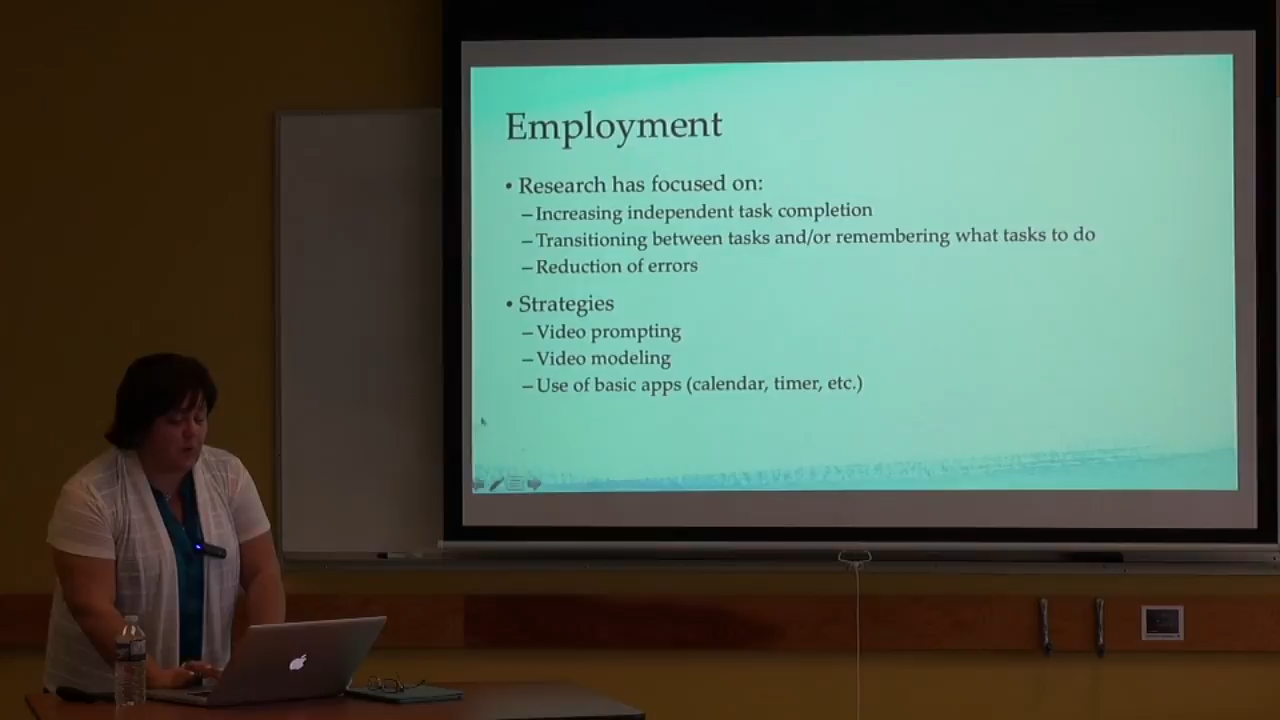 Employment
• Research has focused on:
– Increasing independent task completion
– Transitioning between tasks and/or remembering what tasks to do
– Reduction of errors
• Strategies
– Video prompting
– Video modeling
– Use of basic apps (calendar, timer, etc.)